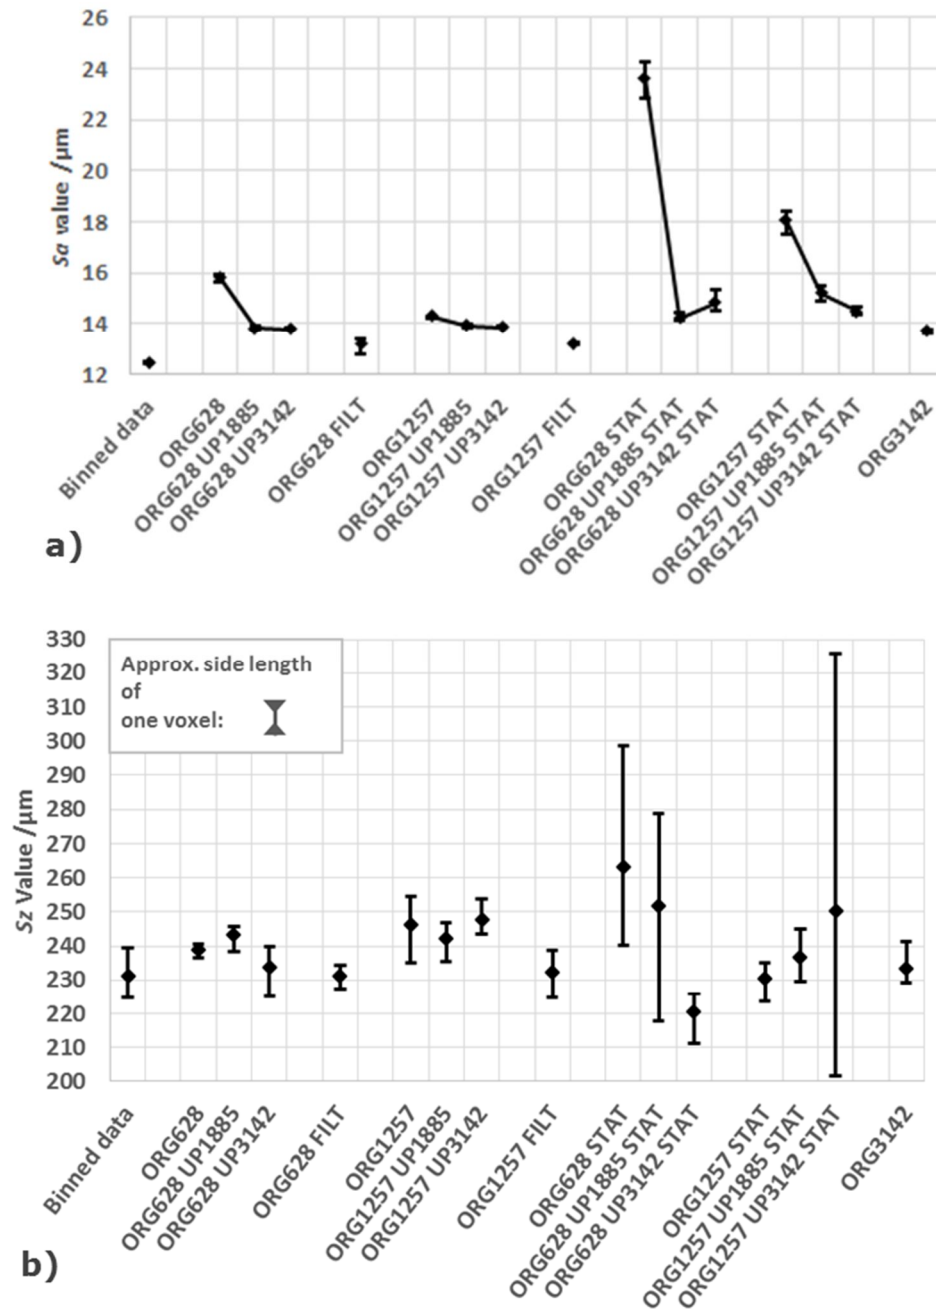 26
24
22
20
18
16
14
12
Sa value /µm
Binned data
ORG628
ORG628 UP1885
ORG628 UP3142
ORG628 FILT
ORG1257
ORG1257 UP1885
ORG1257 UP3142
ORG1257 FILT
ORG628 STAT
ORG628 UP1885 STAT
ORG628 UP3142 STAT
ORG1257 STAT
ORG1257 UP1885 STAT
ORG1257 UP3142 STAT
ORG3142
a)
330
320
310
300
290
280
270
260
250
240
230
220
210
200
Sz Value /µm
Approx. side length
of
one voxel:
Binned data
ORG628
ORG628 UP1885
ORG628 UP3142
ORG628 FILT
ORG1257
ORG1257 UP1885
ORG1257 UP3142
ORG1257 FILT
ORG628 STAT
ORG628 UP1885 STAT
ORG628 UP3142 STAT
ORG1257 STAT
ORG1257 UP1885 STAT
ORG1257 UP3142 STAT
ORG3142
b)